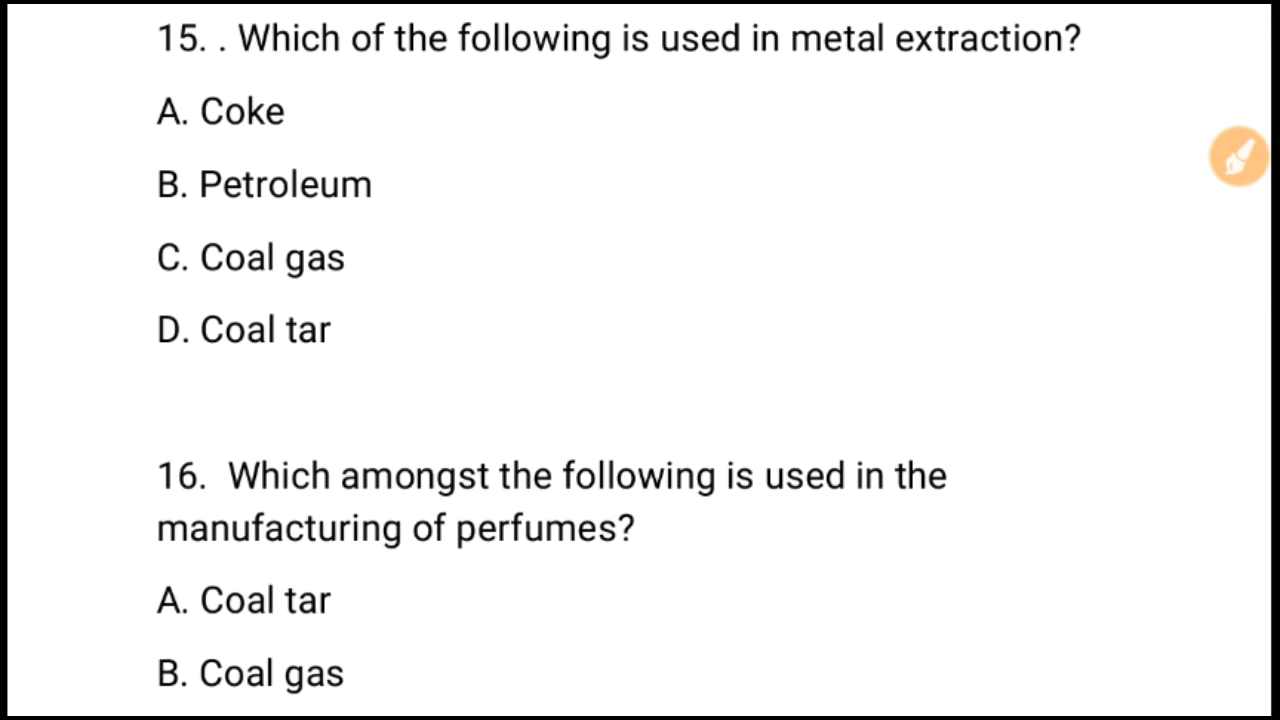 15. . Which of the following is used in metal extraction?
A. Coke
B. Petroleum
C. Coal gas
D. Coal tar
16.  Which amongst the following is used in the
manufacturing of perfumes?
A. Coal tar
B. Coal gas